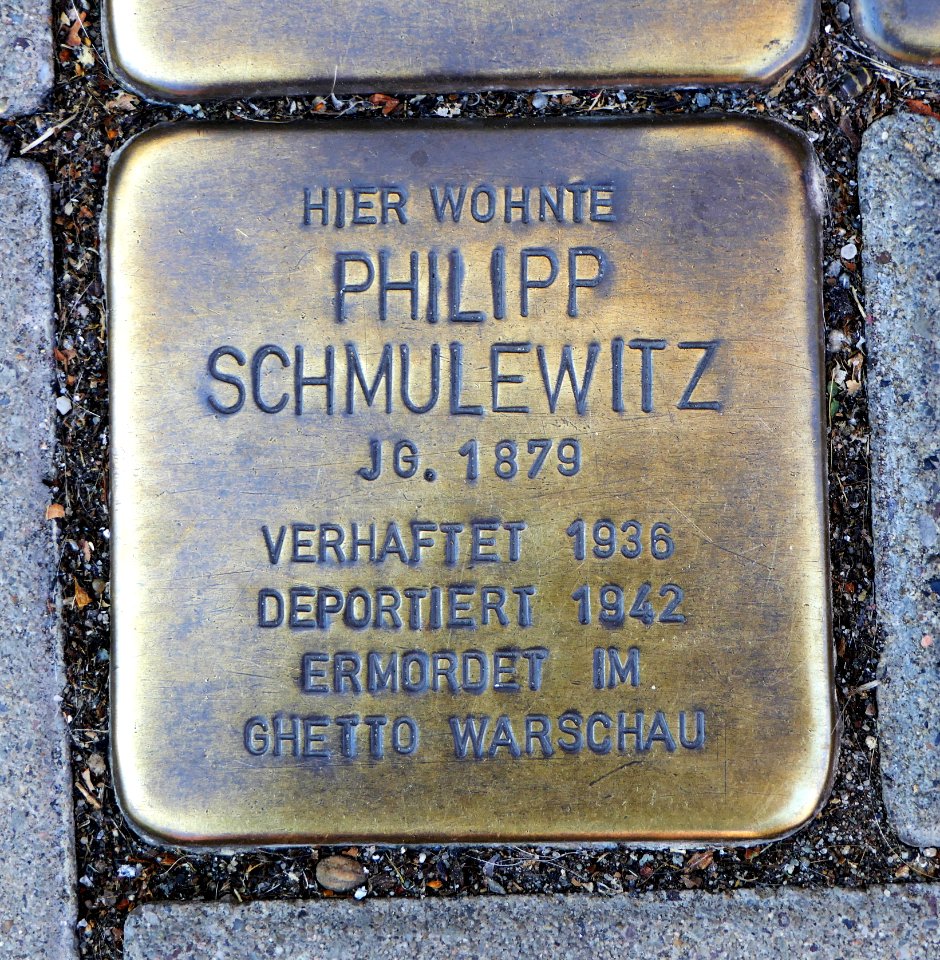 HIER WOHNTE
PHILIPP
SCHMULEWITZ
JG. 1879
VERHAFTET 1936
DEPORTIERT 1942
ERMORDET IM
GHETTO WARSCHAU